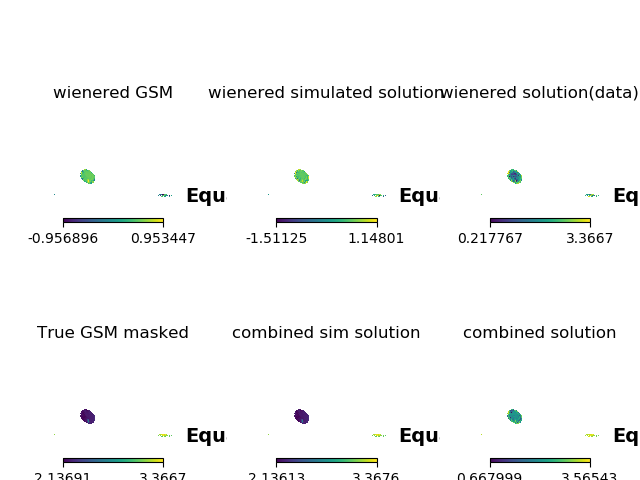 wienered GSM
wienered simulated solution
wienered solution(data)
Equ
Equ
Eq
-0.956896 0.953447
-1.51125 1.14801
0.217767 3.3667
True GSM masked
combined sim solution
combined solution
Equ
Equ
Eq
2.13691 3.3667
2.13613 3.3676
0.667999 3.56543